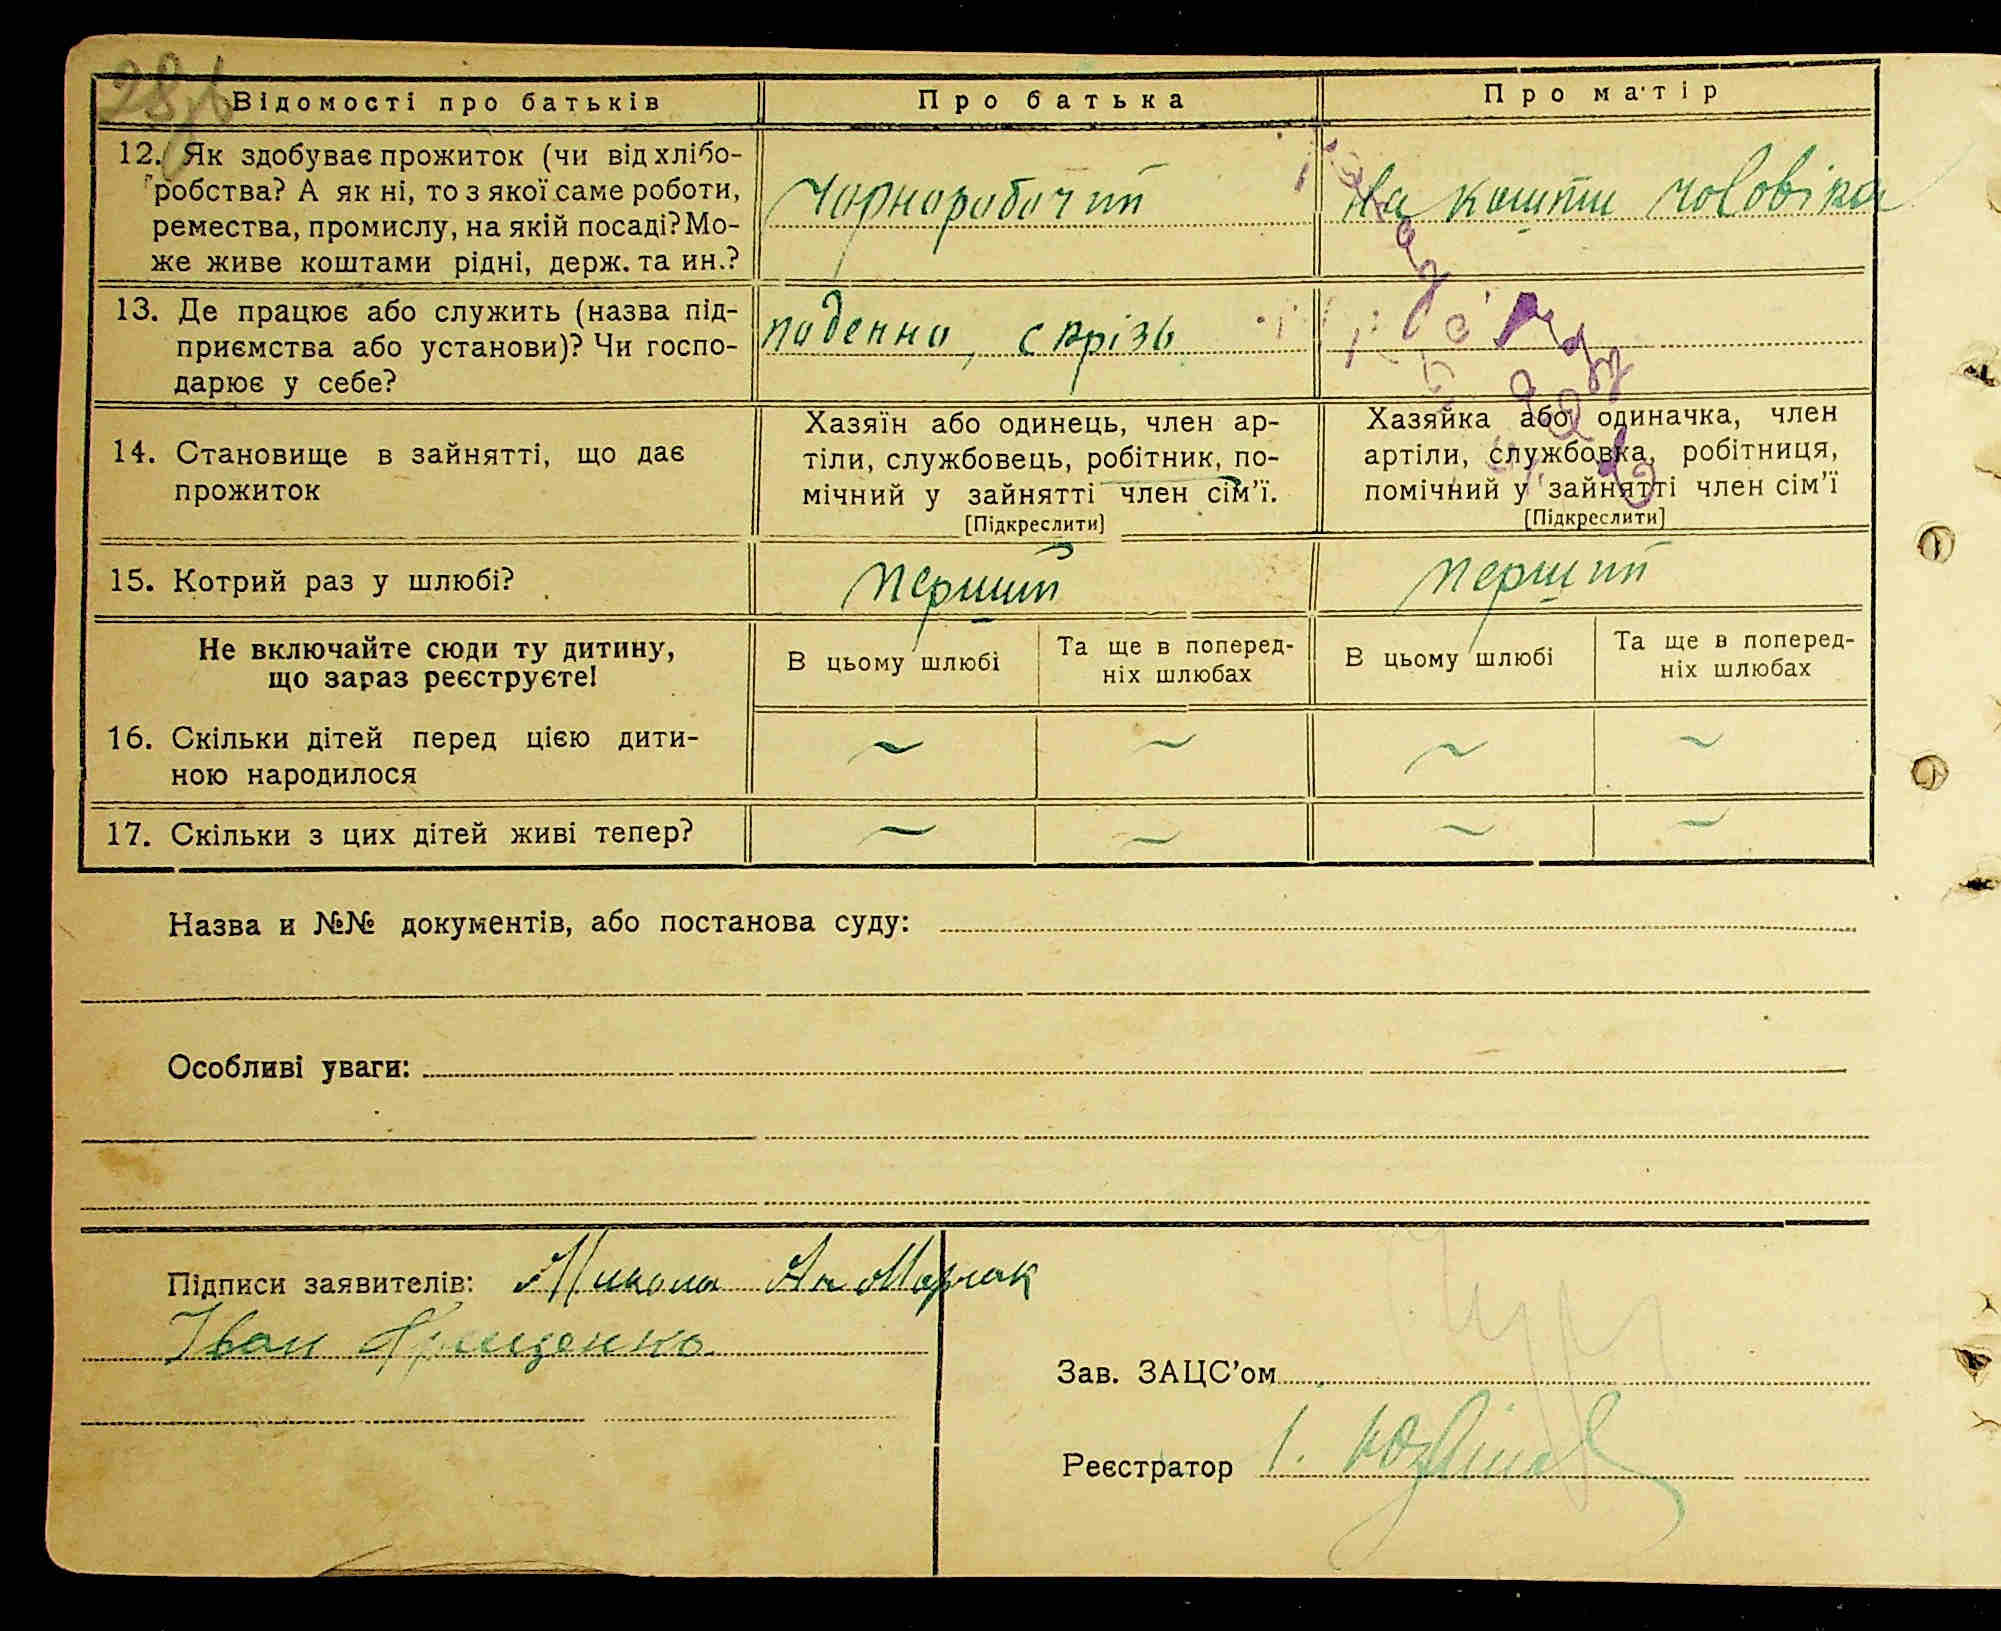 Відомості про батьків
Про батька
Про матір
12. Як здобуває прожиток (чи від хлібо-
робства? А як ні, то з якої саме роботи,
ремества, промислу, на якій посаді? Мо-
же живе коштами рідні, держ. та ин.?
Чорноробочий
На кошти чоловіка
13. Де працює або служить (назва під-
приємства або установи)? Чи госпо-
дарює у себе?
поденно, скрізь
14. Становище в зайнятті, що дає
прожиток
Хазяїн або одинець, член ар-
тіли, службовець, робітник, по-
мічний у зайнятті член сім’ї.
[Підкреслити]
Хазяйка або одиначка, член
артіли, службовка, робітниця,
помічний у зайнятті член сім’ї
[Підкреслити]
15. Котрий раз у шлюбі?
перший
перший
Не включайте сюди ту дитину,
що зараз реєструєте!
В цьому шлюбі
Та ще в поперед-
ніх шлюбах
В цьому шлюбі
Та ще в поперед-
ніх шлюбах
16. Скільки дітей перед цією дити-
ною народилося
~ ~ ~ ~
17. Скільки з цих дітей живі тепер?
~ ~ ~ ~
Назва и №№ документів, або постанова суду:
Особливі уваги:
Підписи заявителів: Микола
Іван
Зав. ЗАЦС’ом
Реєстратор І.